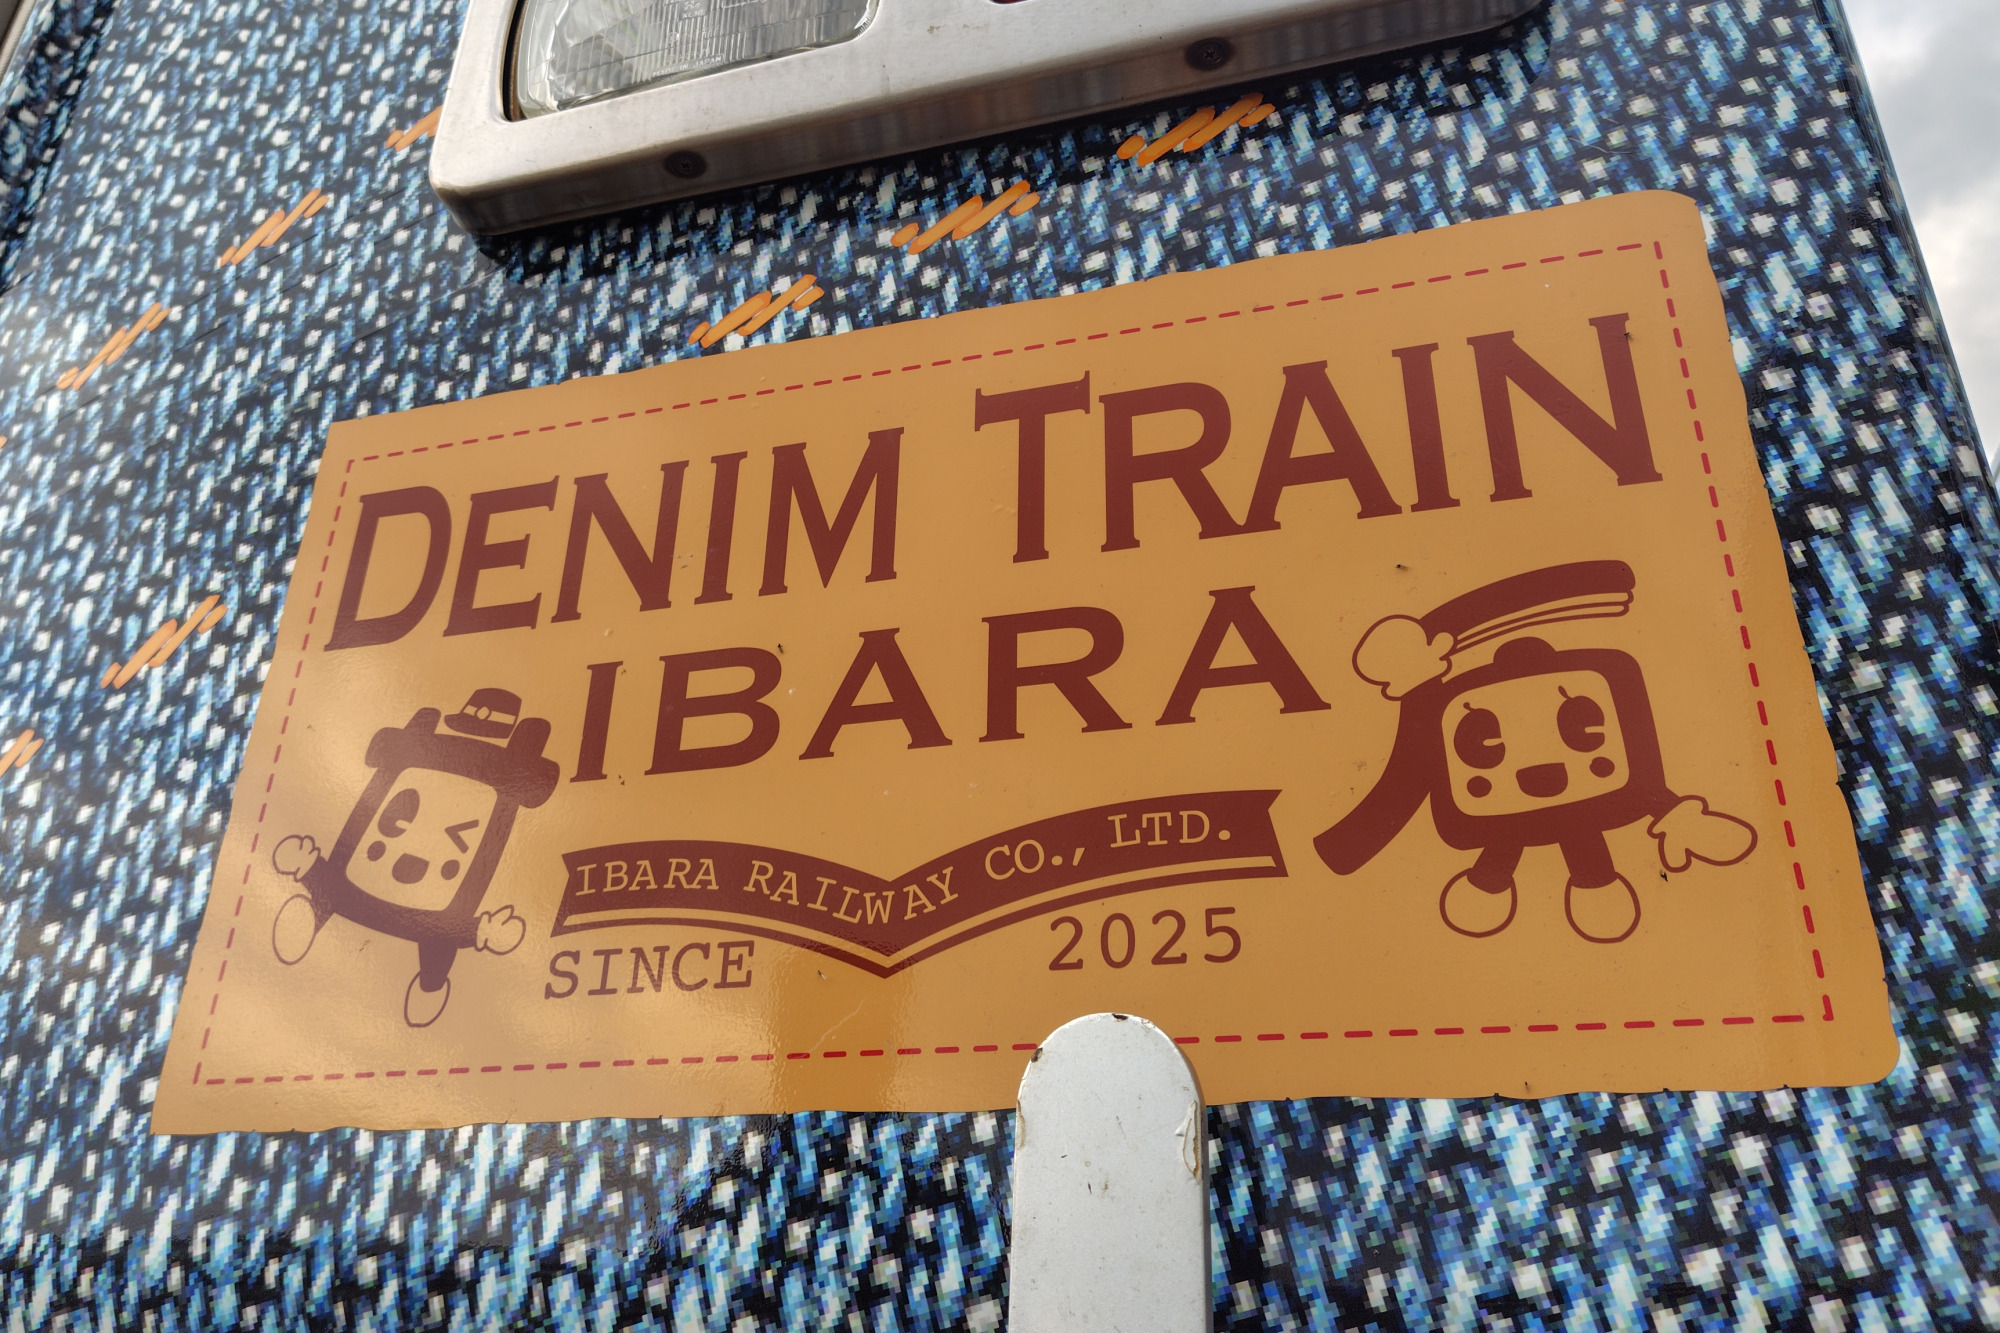 DENIM TRAIN
IBARA
IBARA RAILWAY CO., LTD.
SINCE 2025